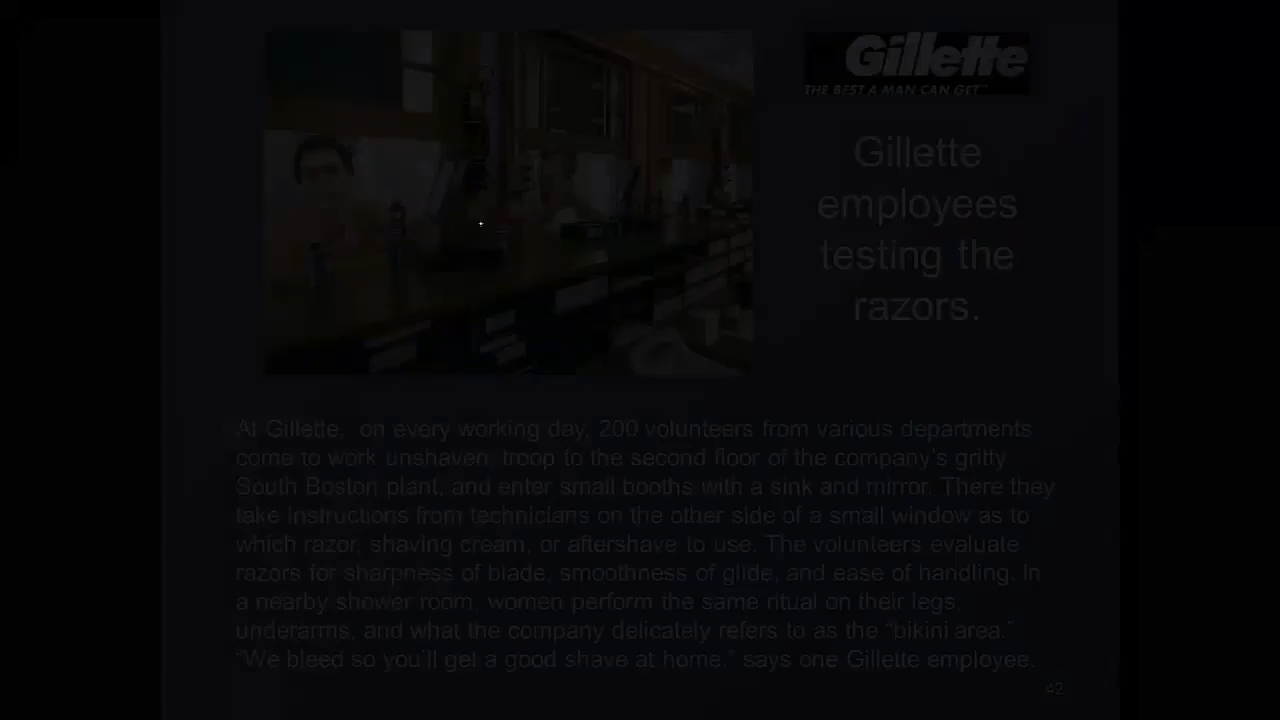 Gillette
THE BEST A MAN CAN GET™
Gillette
employees
testing the
razors.
At Gillette, on every working day, 200 volunteers from various departments
come to work unshaven, troop to the second floor of the company's gritty
South Boston plant, and enter small booths with a sink and mirror. There they
take instructions from technicians on the other side of a small window as to
which razor, shaving cream, or aftershave to use. The volunteers evaluate
razors for sharpness of blade, smoothness of glide, and ease of handling. In
a nearby shower room, women perform the same ritual on their legs,
underarms, and what the company delicately refers to as the “bikini area.”
“We bleed so you'll get a good shave at home,” says one Gillette employee.
42